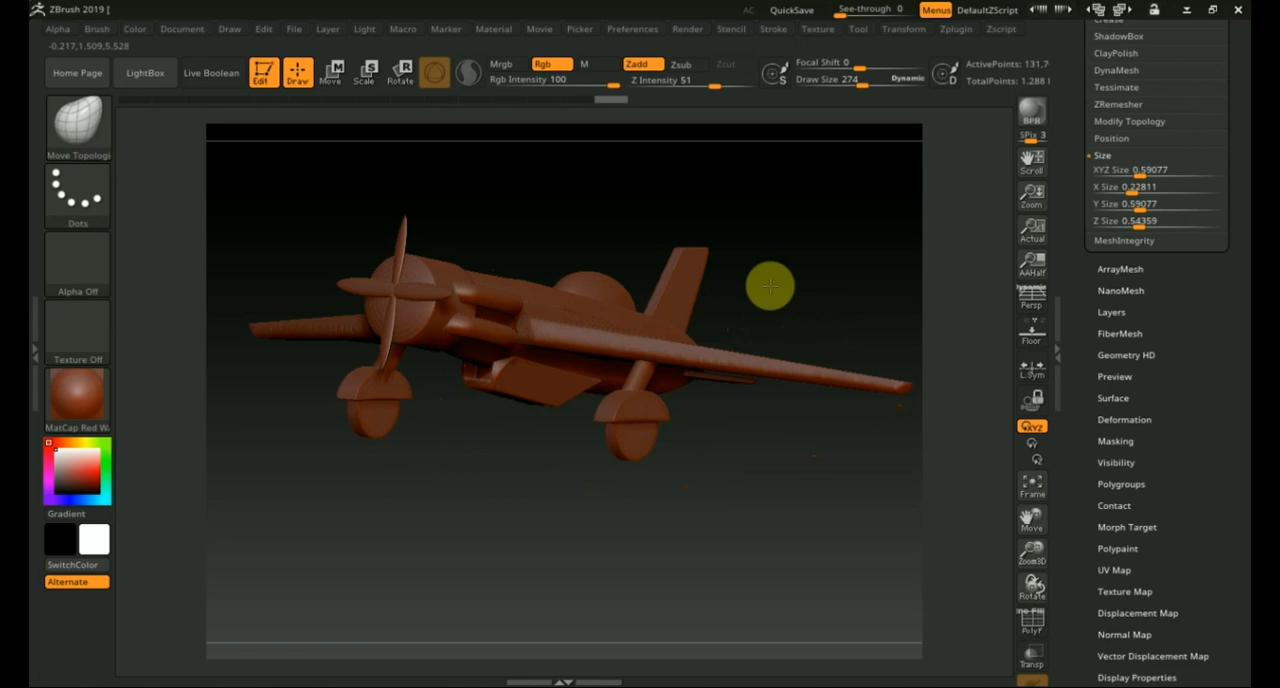 ZBrush 2019 [
AC QuickSave See-through 0 Menus DefaultZScript
Alpha Brush Color Document Draw Edit File Layer Light Macro Marker Material Movie Picker Preferences Render Stencil Stroke Texture Tool Transform Zplugin Zscript
-0.217,1.509,5.528
Home Page LightBox Live Boolean Edit Draw Move Scale Rotate
Mrgb Rgb M Zadd Zsub Zcut
Rgb Intensity 100 Z Intensity 51
Focal Shift 0
Draw Size 274 Dynamic
ActivePoints: 131,7
TotalPoints: 1.288
Move Topologi
Dots
Alpha Off
Texture Off
MatCap Red Wa
Gradient
SwitchColor
Alternate
BPR
SPix 3
Scroll
Zoom
Actual
AAHalf
Persp
Floor
L.Sym
XYZ
Frame
Move
Zoom3D
Rotate
PolyF
Transp
Crease
ShadowBox
ClayPolish
DynaMesh
Tessimate
ZRemesher
Modify Topology
Position
Size
XYZ Size 0.59077
X Size 0.22811
Y Size 0.59077
Z Size 0.54359
MeshIntegrity
ArrayMesh
NanoMesh
Layers
FiberMesh
Geometry HD
Preview
Surface
Deformation
Masking
Visibility
Polygroups
Contact
Morph Target
Polypaint
UV Map
Texture Map
Displacement Map
Normal Map
Vector Displacement Map
Display Properties